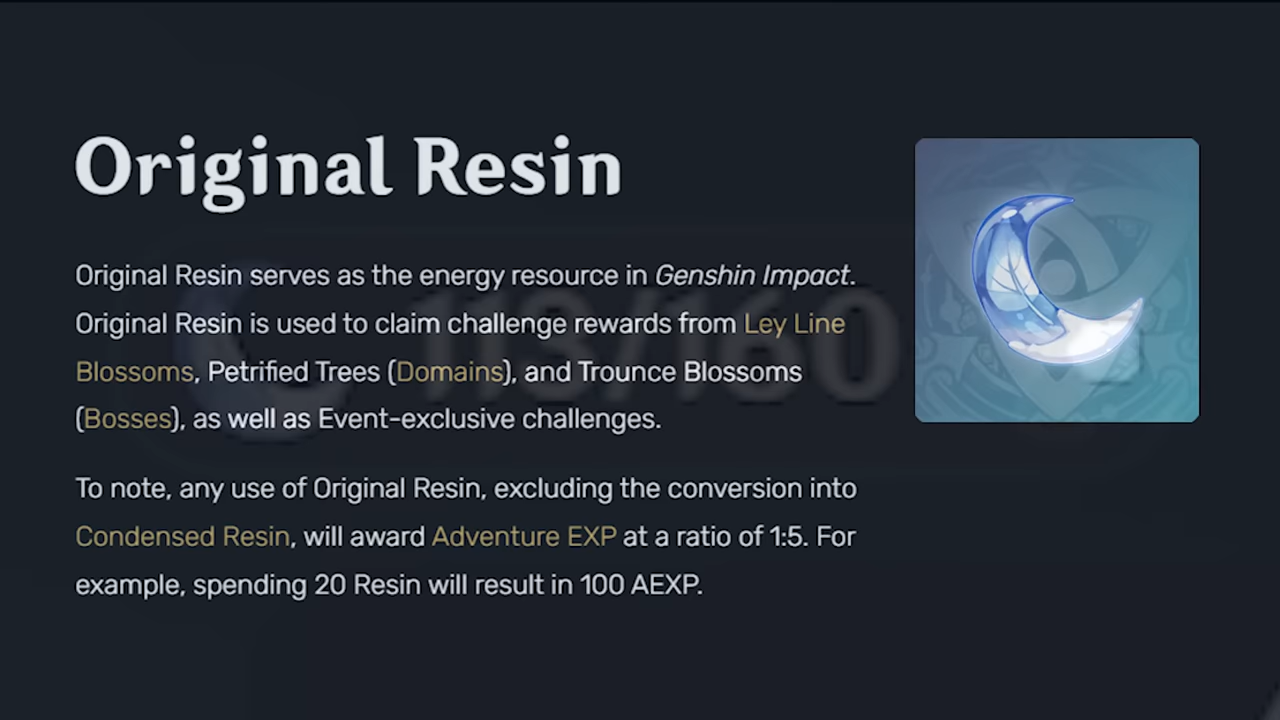 Original Resin
Original Resin serves as the energy resource in Genshin Impact.
Original Resin is used to claim challenge rewards from Ley Line
Blossoms, Petrified Trees (Domains), and Trounce Blossoms
(Bosses), as well as Event-exclusive challenges.
113/160
To note, any use of Original Resin, excluding the conversion into
Condensed Resin, will award Adventure EXP at a ratio of 1:5. For
example, spending 20 Resin will result in 100 AEXP.